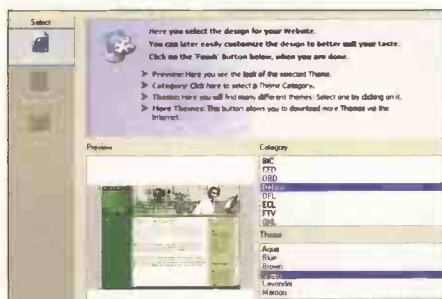 Select
Here you select the design for your Website.
You can later easily customize the design to better suit your taste.
Click on the 'Finish' Button below, when you are done.
Preview: Here you see the look of the selected Theme.
Category: Click here to select a Theme Category.
Themes: Here you will find many different themes. Select one by clicking on it.
More Themes: This button allows you to download more Themes via the
Internet.
Preview
Category
BIC
CFD
DBD
Default
DFL
ECL
FTV
Theme
Aqua
Blue
Brown
Lavender
Maroon